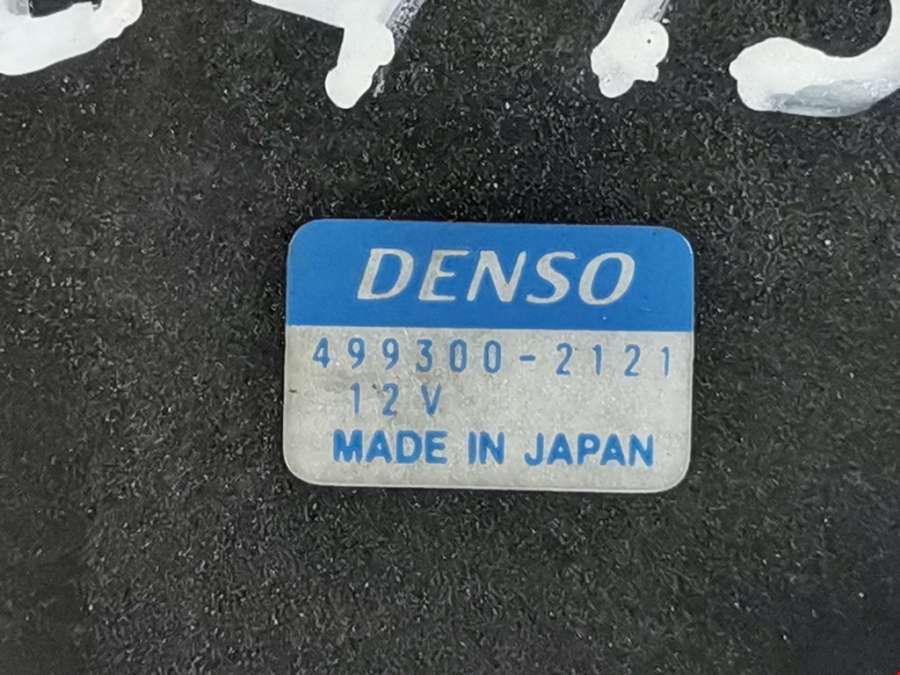 DENSO
499300-2121
12V
MADE IN JAPAN